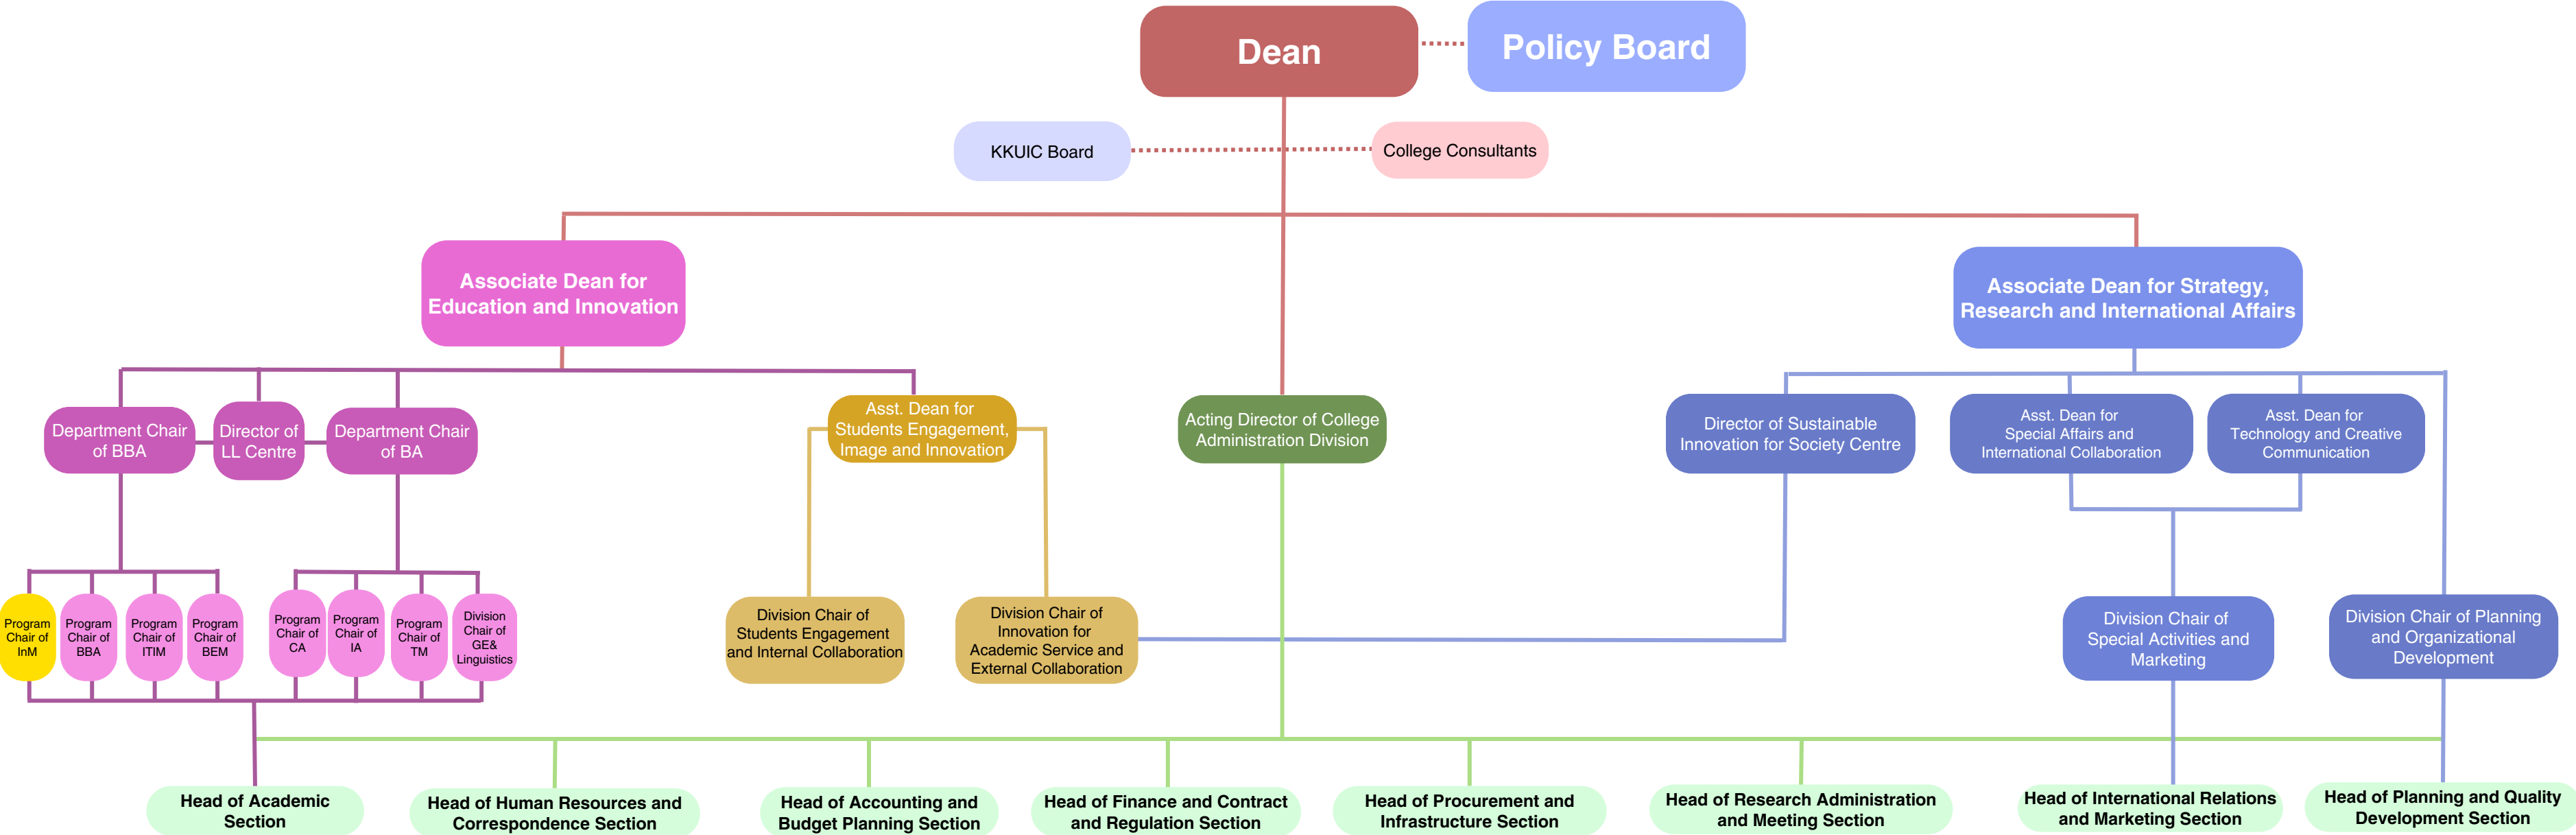 Dean
Policy Board
KKUIC Board
College Consultants
Associate Dean for
Education and Innovation
Associate Dean for Strategy,
Research and International Affairs
Department Chair
of BBA
Director of
LL Centre
Department Chair
of BA
Asst. Dean for
Students Engagement,
Image and Innovation
Acting Director of College
Administration Division
Director of Sustainable
Innovation for Society Centre
Asst. Dean for
Special Affairs and
International Collaboration
Asst. Dean for
Technology and Creative
Communication
Program
Chair of
InM
Program
Chair of
BBA
Program
Chair of
ITIM
Program
Chair of
BEM
Program
Chair of
CA
Program
Chair of
IA
Program
Chair of
TM
Division
Chair of
GE&
Linguistics
Division Chair of
Students Engagement
and Internal Collaboration
Division Chair of
Innovation for
Academic Service and
External Collaboration
Division Chair of
Special Activities and
Marketing
Division Chair of Planning
and Organizational
Development
Head of Academic
Section
Head of Human Resources and
Correspondence Section
Head of Accounting and
Budget Planning Section
Head of Finance and Contract
and Regulation Section
Head of Procurement and
Infrastructure Section
Head of Research Administration
and Meeting Section
Head of International Relations
and Marketing Section
Head of Planning and Quality
Development Section